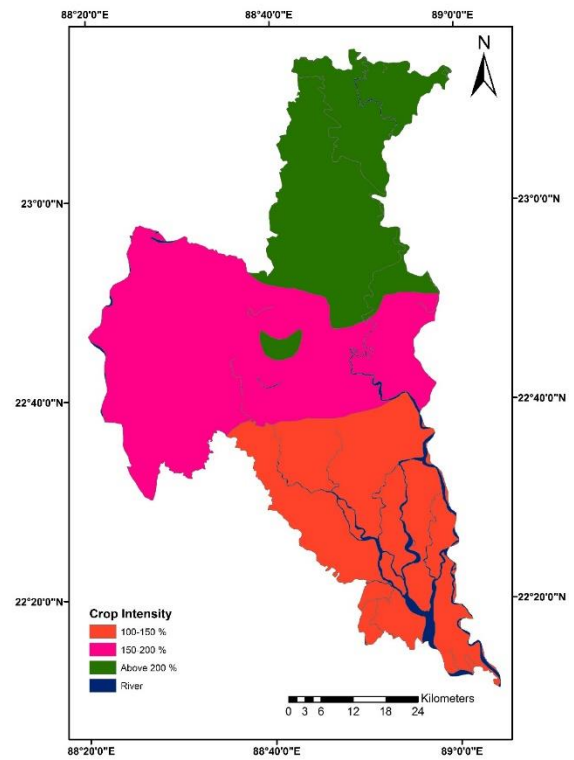 88°20'0"E 88°40'0"E 89°0'0"E
N
23°0'0"N 23°0'0"N
22°40'0"N 22°40'0"N
22°20'0"N 22°20'0"N
Crop Intensity
100-150 %
150-200 %
Above 200 %
River
Kilometers
0 3 6 12 18 24
88°20'0"E 88°40'0"E 89°0'0"E